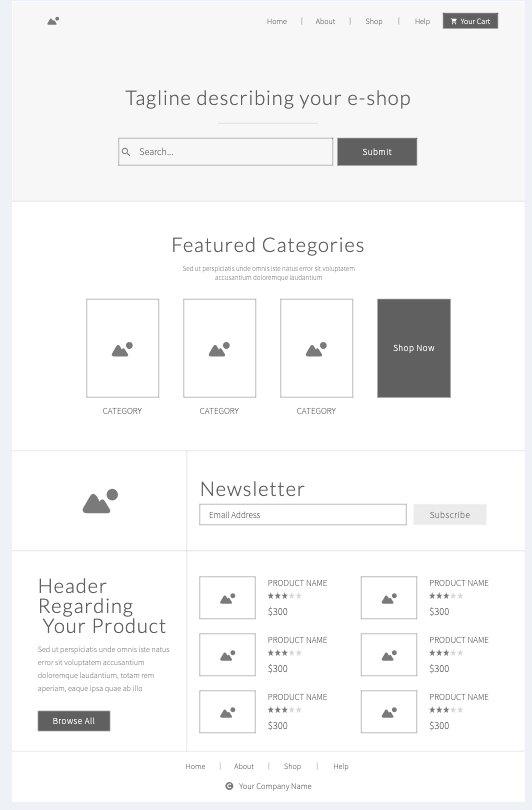 Home | About | Shop | Help Your Cart
Tagline describing your e-shop
Search... Submit
Featured Categories
Sed ut perspiciatis unde omnis iste natus error sit voluptatem
accusantium doloremque laudantium
Shop Now
CATEGORY CATEGORY CATEGORY
Newsletter
Email Address Subscribe
Header
Regarding
Your Product
Sed ut perspiciatis unde omnis iste natus
error sit voluptatem accusantium
doloremque laudantium, totam rem
aperiam, eaque ipsa quae ab illo
Browse All
PRODUCT NAME PRODUCT NAME
$300 $300
PRODUCT NAME PRODUCT NAME
$300 $300
PRODUCT NAME PRODUCT NAME
$300 $300
Home | About | Shop | Help
© Your Company Name